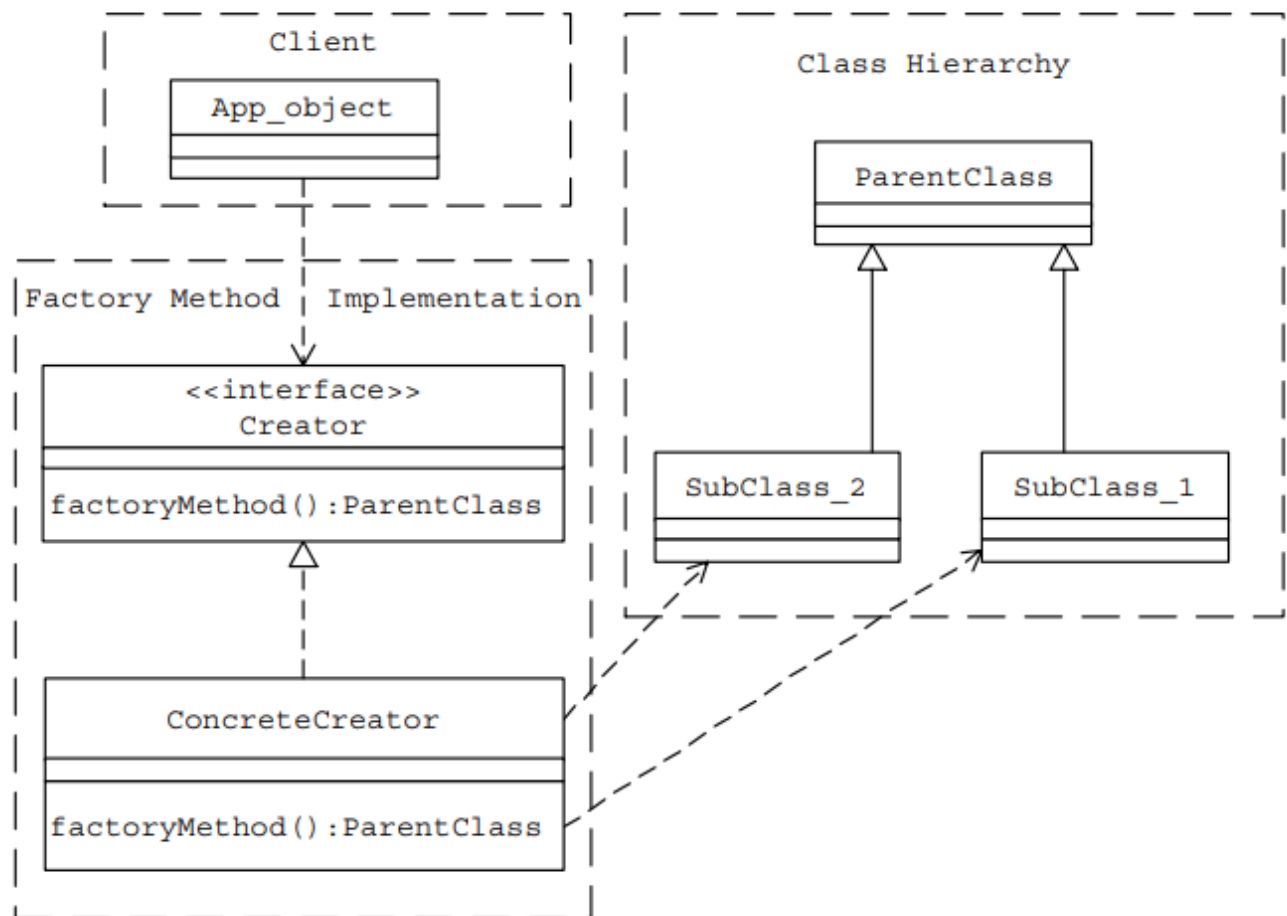 Client
App_object
Class Hierarchy
ParentClass
Factory Method Implementation
<<interface>>
Creator
factoryMethod():ParentClass
SubClass_2
SubClass_1
ConcreteCreator
factoryMethod():ParentClass